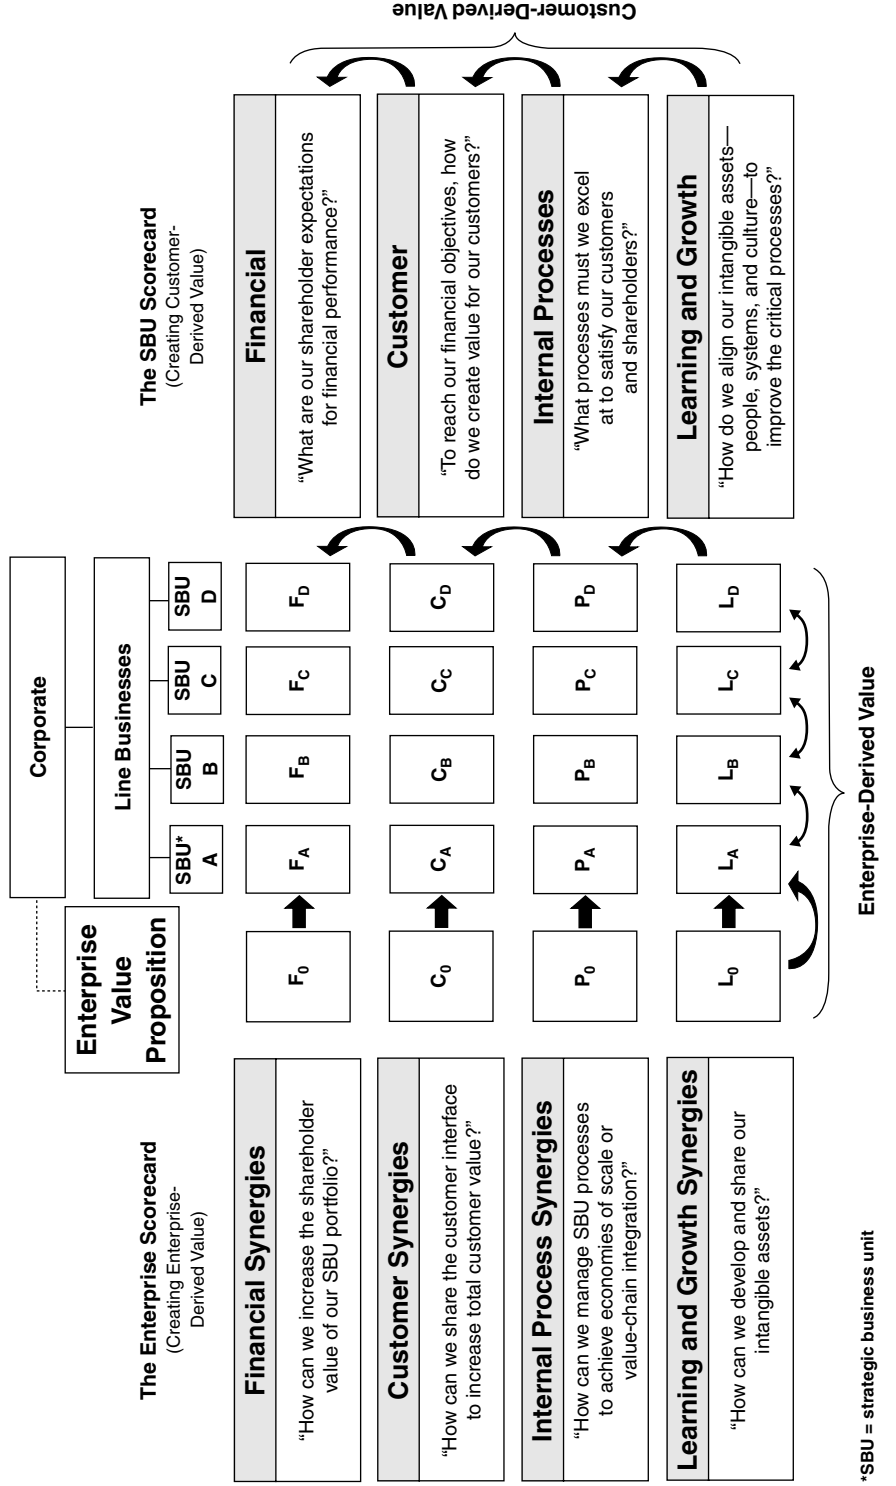 Corporate
Enterprise
Value
Proposition
Line Businesses
The Enterprise Scorecard
(Creating Enterprise-
Derived Value)
SBU*
A
SBU
B
SBU
C
SBU
D
The SBU Scorecard
(Creating Customer-
Derived Value)
Financial Synergies
“How can we increase the shareholder
value of our SBU portfolio?”
F0
FA
FB
FC
FD
Financial
“What are our shareholder expectations
for financial performance?”
Customer Synergies
“How can we share the customer interface
to increase total customer value?”
C0
CA
CB
CC
CD
Customer
“To reach our financial objectives, how
do we create value for our customers?”
Internal Process Synergies
“How can we manage SBU processes
to achieve economies of scale or
value-chain integration?”
P0
PA
PB
PC
PD
Internal Processes
“What processes must we excel
at to satisfy our customers
and shareholders?”
Learning and Growth Synergies
“How can we develop and share our
intangible assets?”
L0
LA
LB
LC
LD
Learning and Growth
“How do we align our intangible assets—
people, systems, and culture—to
improve the critical processes?”
Customer-Derived Value
Enterprise-Derived Value
*SBU = strategic business unit